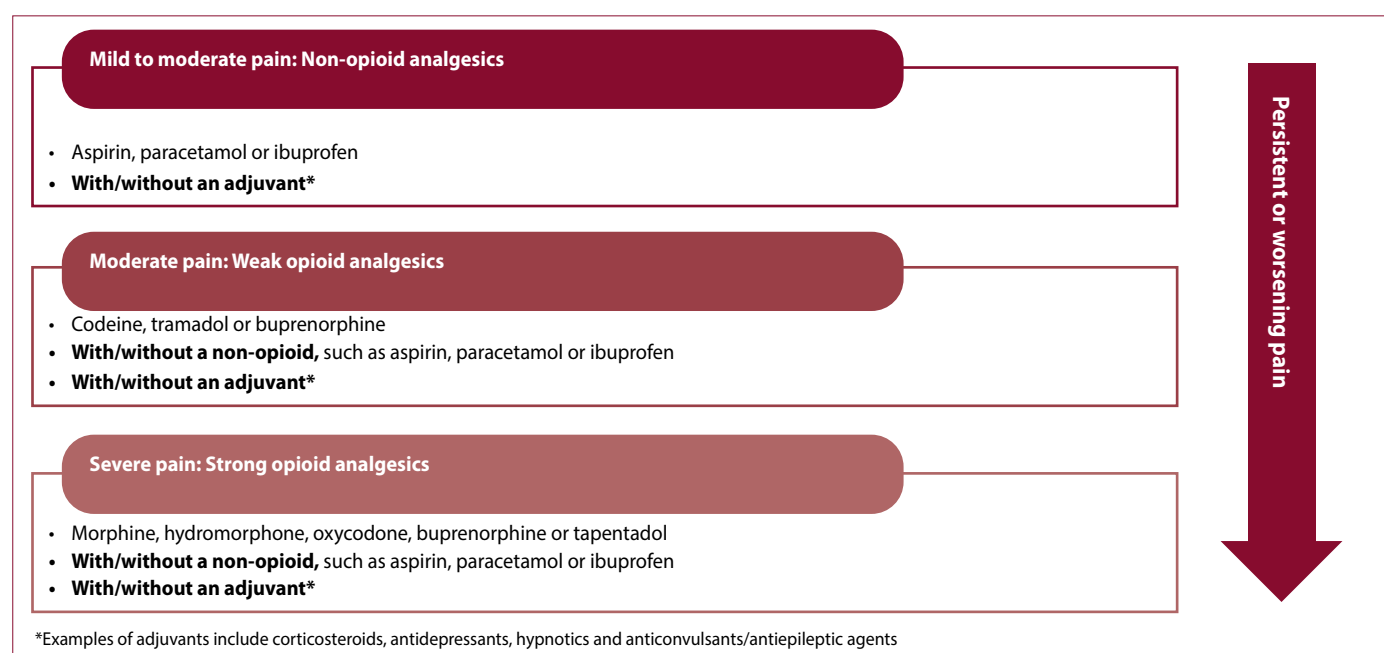 Mild to moderate pain: Non-opioid analgesics
• Aspirin, paracetamol or ibuprofen
• With/without an adjuvant*
Moderate pain: Weak opioid analgesics
• Codeine, tramadol or buprenorphine
• With/without a non-opioid, such as aspirin, paracetamol or ibuprofen
• With/without an adjuvant*
Severe pain: Strong opioid analgesics
• Morphine, hydromorphone, oxycodone, buprenorphine or tapentadol
• With/without a non-opioid, such as aspirin, paracetamol or ibuprofen
• With/without an adjuvant*
Persistent or worsening pain
*Examples of adjuvants include corticosteroids, antidepressants, hypnotics and anticonvulsants/antiepileptic agents